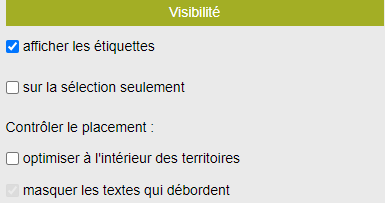 Visibilité
afficher les étiquettes
sur la sélection seulement
Contrôler le placement :
optimiser à l'intérieur des territoires
masquer les textes qui débordent